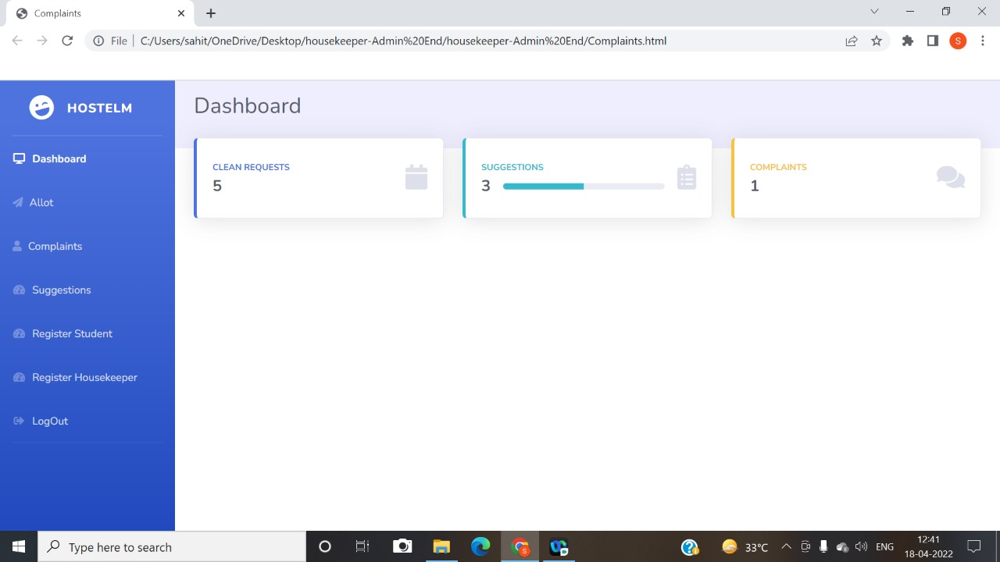 Complaints
File
C:/Users/sahit/OneDrive/Desktop/housekeeper-Admin%20End/housekeeper-Admin%20End/Complaints.html
S
HOSTELM
Dashboard
Allot
Complaints
Suggestions
Register Student
Register Housekeeper
LogOut
Dashboard
CLEAN REQUESTS
5
SUGGESTIONS
3
COMPLAINTS
1
Type here to search
S
33°C
ENG
12:41
18-04-2022